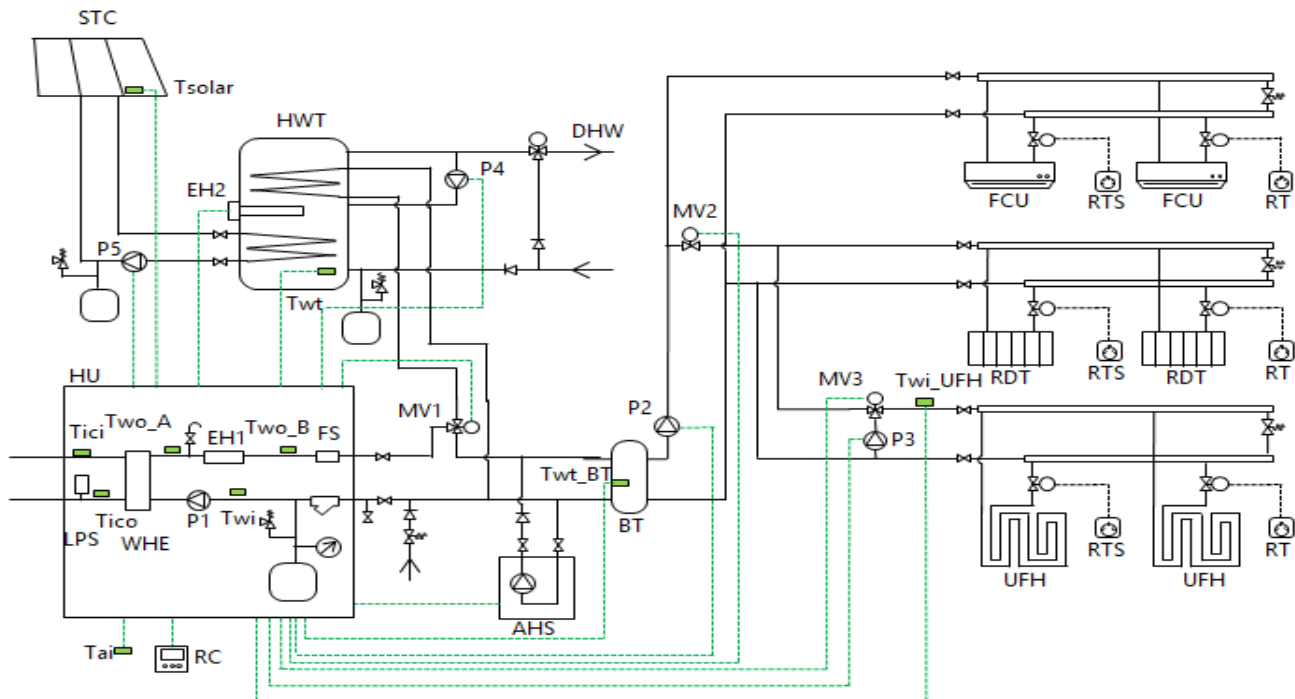 STC
Tsolar
HWT
DHW
P4
EH2
P5
Twt
FCU
RTS
FCU
RT
MV2
RDT
RTS
RDT
RT
HU
MV1
MV3
Twi_UFH
P2
P3
Tici
Two_A
EH1
Two_B
FS
Twt_BT
BT
LPS
Tico
WHE
P1
Twi
RTS
RT
UFH
UFH
AHS
Tai
RC